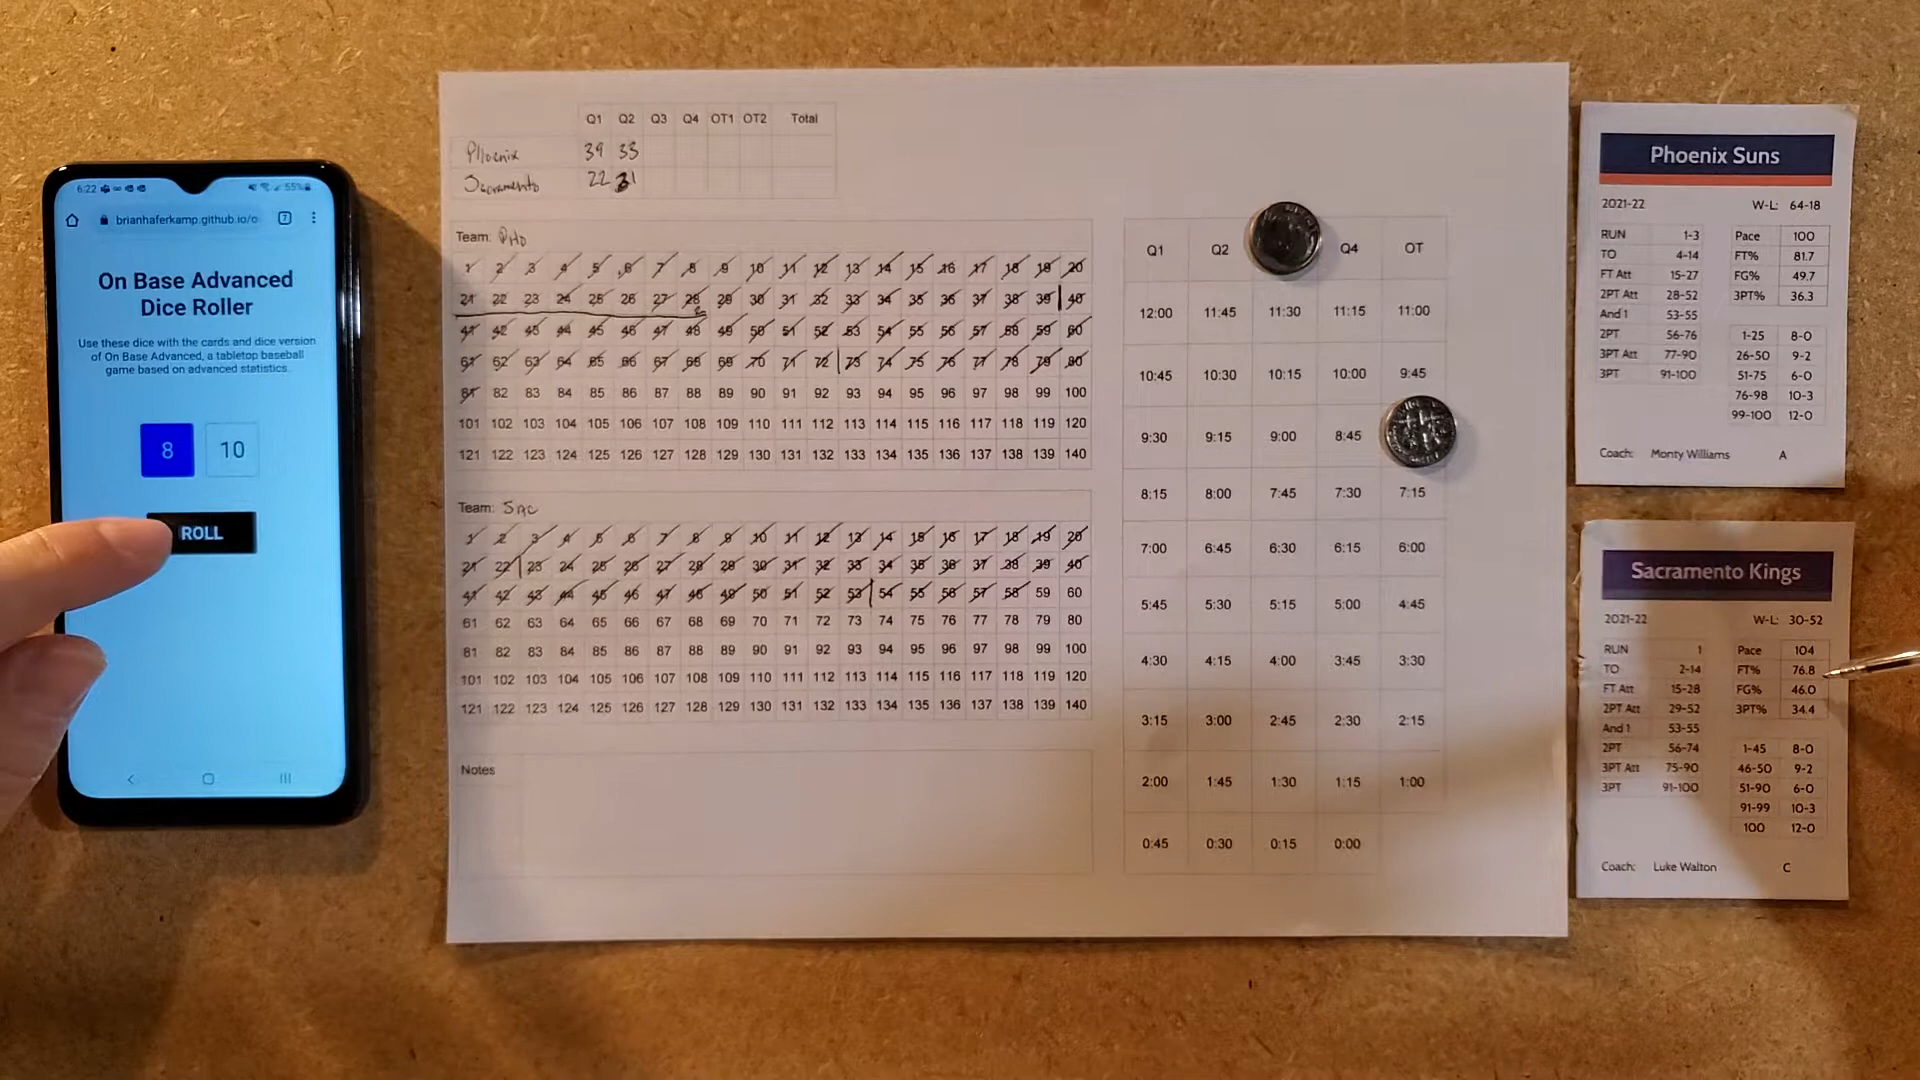 6:22 55%
brianhaferkamp.github.io/o 7
On Base Advanced
Dice Roller
Use these dice with the cards and dice version
of On Base Advanced, a tabletop baseball
game based on advanced statistics.
8 10
ROLL
Q1 Q2 Q3 Q4 OT1 OT2 Total
Phoenix 39 33
Sacramento 22 31
Team: PHO
1 2 3 4 5 6 7 8 9 10 11 12 13 14 15 16 17 18 19 20
21 22 23 24 25 26 27 28 29 30 31 32 33 34 35 36 37 38 39 40
41 42 43 44 45 46 47 48 49 50 51 52 53 54 55 56 57 58 59 60
61 62 63 64 65 66 67 68 69 70 71 72 73 74 75 76 77 78 79 80
81 82 83 84 85 86 87 88 89 90 91 92 93 94 95 96 97 98 99 100
101 102 103 104 105 106 107 108 109 110 111 112 113 114 115 116 117 118 119 120
121 122 123 124 125 126 127 128 129 130 131 132 133 134 135 136 137 138 139 140
Team: SAC
1 2 3 4 5 6 7 8 9 10 11 12 13 14 15 16 17 18 19 20
21 22 23 24 25 26 27 28 29 30 31 32 33 34 35 36 37 38 39 40
41 42 43 44 45 46 47 48 49 50 51 52 53 54 55 56 57 58 59 60
61 62 63 64 65 66 67 68 69 70 71 72 73 74 75 76 77 78 79 80
81 82 83 84 85 86 87 88 89 90 91 92 93 94 95 96 97 98 99 100
101 102 103 104 105 106 107 108 109 110 111 112 113 114 115 116 117 118 119 120
121 122 123 124 125 126 127 128 129 130 131 132 133 134 135 136 137 138 139 140
Notes
Q1 Q2 Q4 OT
12:00 11:45 11:30 11:15 11:00
10:45 10:30 10:15 10:00 9:45
9:30 9:15 9:00 8:45
8:15 8:00 7:45 7:30 7:15
7:00 6:45 6:30 6:15 6:00
5:45 5:30 5:15 5:00 4:45
4:30 4:15 4:00 3:45 3:30
3:15 3:00 2:45 2:30 2:15
2:00 1:45 1:30 1:15 1:00
0:45 0:30 0:15 0:00
Phoenix Suns
2021-22 W-L: 64-18
RUN 1-3 Pace 100
TO 4-14 FT% 81.7
FT Att 15-27 FG% 49.7
2PT Att 28-52 3PT% 36.3
And 1 53-55
2PT 56-76 1-25 8-0
3PT Att 77-90 26-50 9-2
3PT 91-100 51-75 6-0
76-98 10-3
99-100 12-0
Coach: Monty Williams A
Sacramento Kings
2021-22 W-L: 30-52
RUN 1 Pace 104
TO 2-14 FT% 76.8
FT Att 15-28 FG% 46.0
2PT Att 29-52 3PT% 34.4
And 1 53-55
2PT 56-74 1-45 8-0
3PT Att 75-90 46-50 9-2
3PT 91-100 51-90 6-0
91-99 10-3
100 12-0
Coach: Luke Walton C